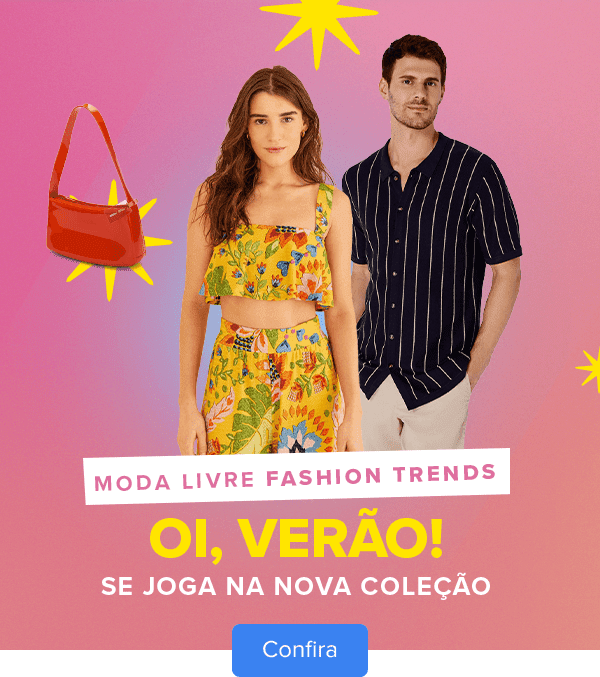 MODA LIVRE FASHION TRENDS
OI, VERÃO!
SE JOGA NA NOVA COLEÇÃO
Confira